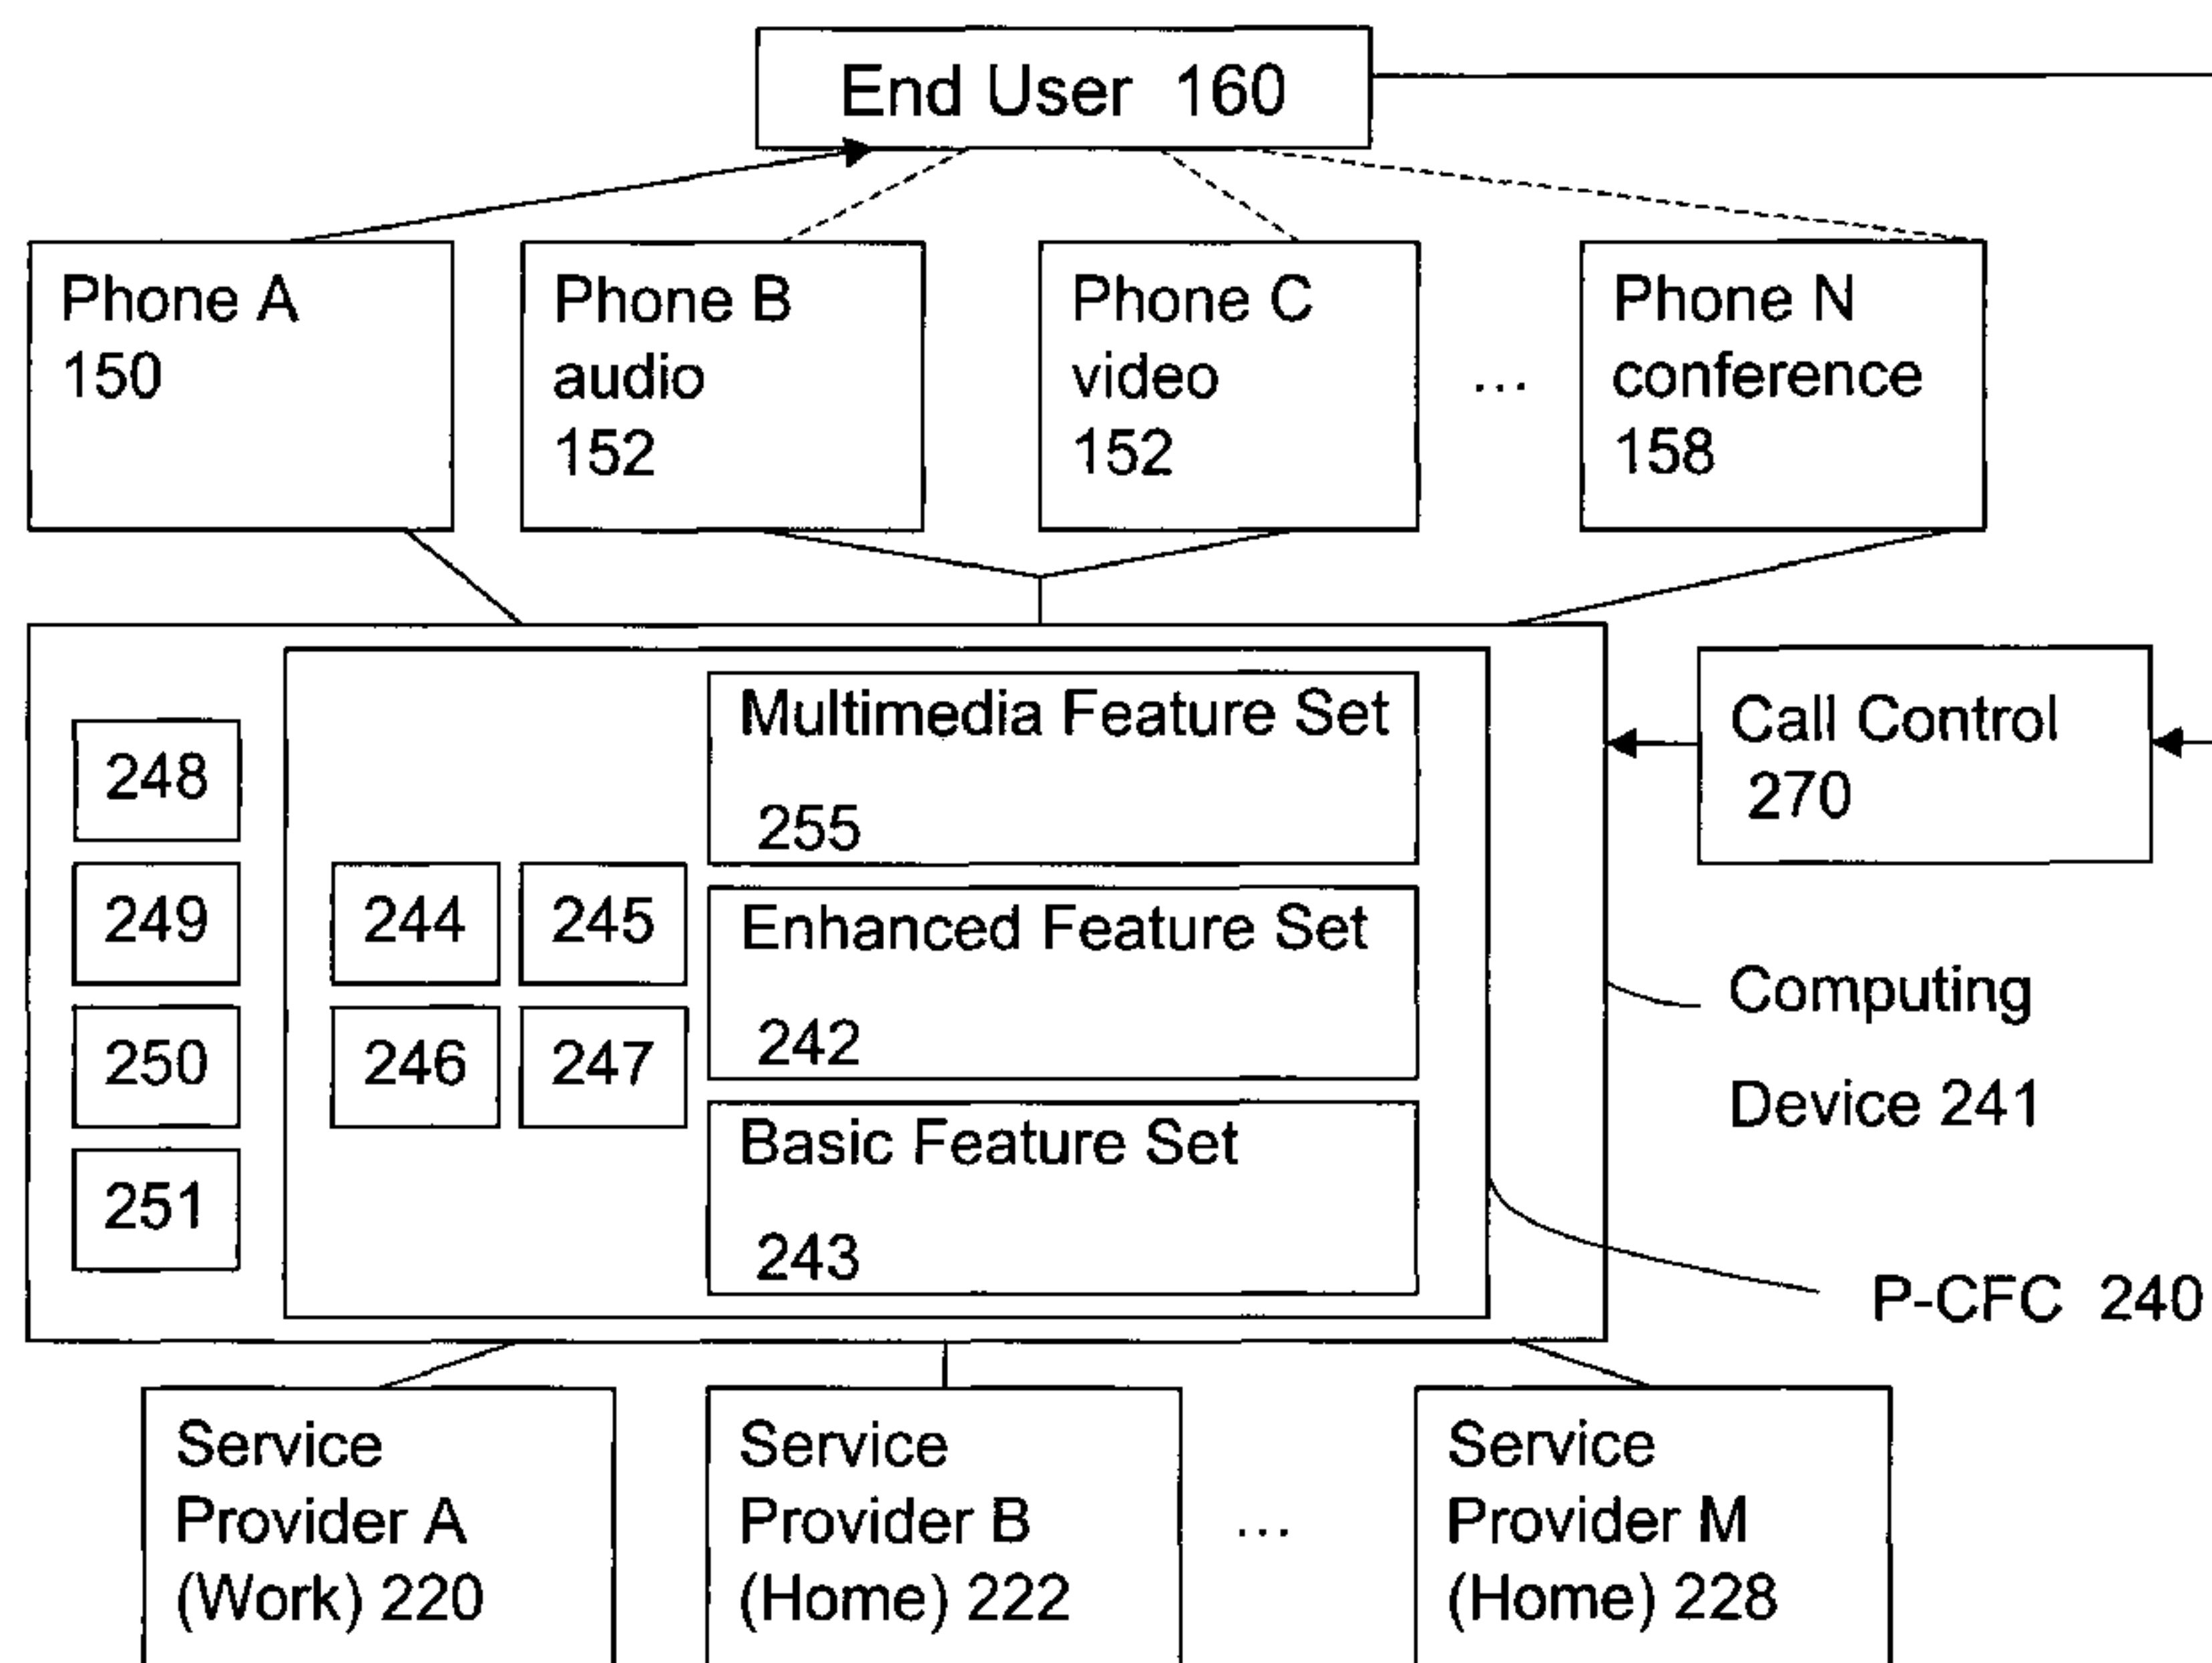 End User 160
Phone A
150
Phone B
audio
152
Phone C
video
152
...
Phone N
conference
158
248
249
250
251
244
245
246
247
Multimedia Feature Set
255
Enhanced Feature Set
242
Basic Feature Set
243
Call Control
270
Computing
Device 241
P-CFC 240
Service
Provider A
(Work) 220
Service
Provider B
(Home) 222
...
Service
Provider M
(Home) 228